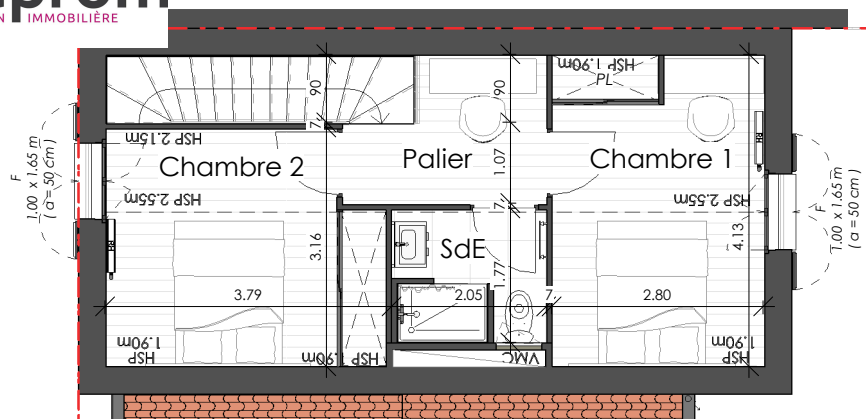 IMMOBILIÈRE
HSP 1.90m
PL
90
90
7
HSP 2.15m
RH
F
1.00 x 1.65 m
( a = 50 cm )
Chambre 2
Palier
1.07
Chambre 1
F
1.00 x 1.65 m
( a = 50 cm )
HSP 2.55m
HSP 2.55m
7
3.16
SdE
4.13
RH
1.77
3.79
2.05
7
2.80
HSP
1.90m
HSP 1.90m
VMC
HSP
1.90m